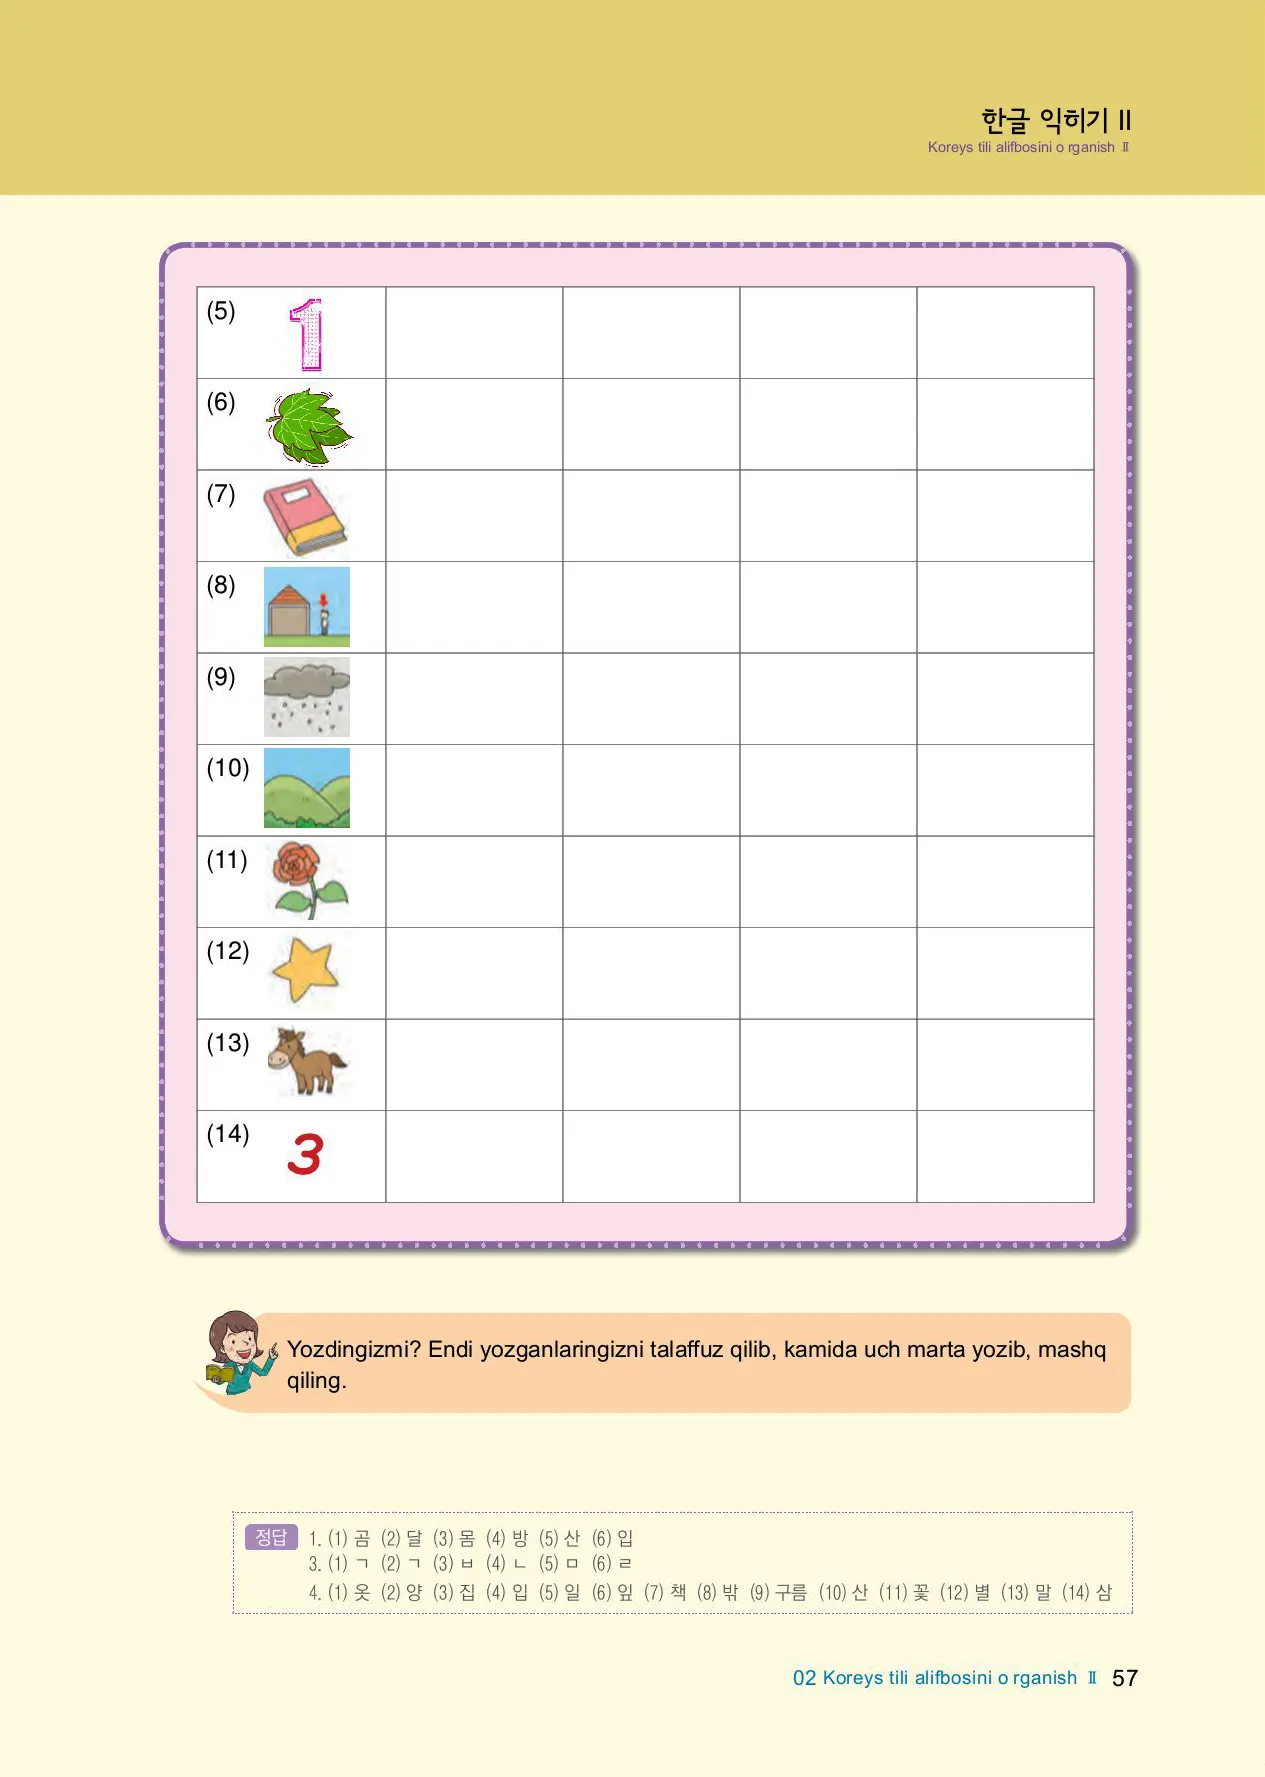 한글 익히기 II
Koreys tili alifbosini o rganish Ⅱ
(5) 1
(6)
(7)
(8)
(9)
(10)
(11)
(12)
(13)
(14) 3
Yozdingizmi? Endi yozganlaringizni talaffuz qilib, kamida uch marta yozib, mashq
qiling.
정답 1. (1) 곰 (2) 달 (3) 몸 (4) 방 (5) 산 (6) 입
3. (1) ㄱ (2) ㄱ (3) ㅂ (4) ㄴ (5) ㅁ (6) ㄹ
4. (1) 옷 (2) 양 (3) 집 (4) 입 (5) 일 (6) 잎 (7) 책 (8) 밖 (9) 구름 (10) 산 (11) 꽃 (12) 별 (13) 말 (14) 삼
02 Koreys tili alifbosini o rganish Ⅱ 57